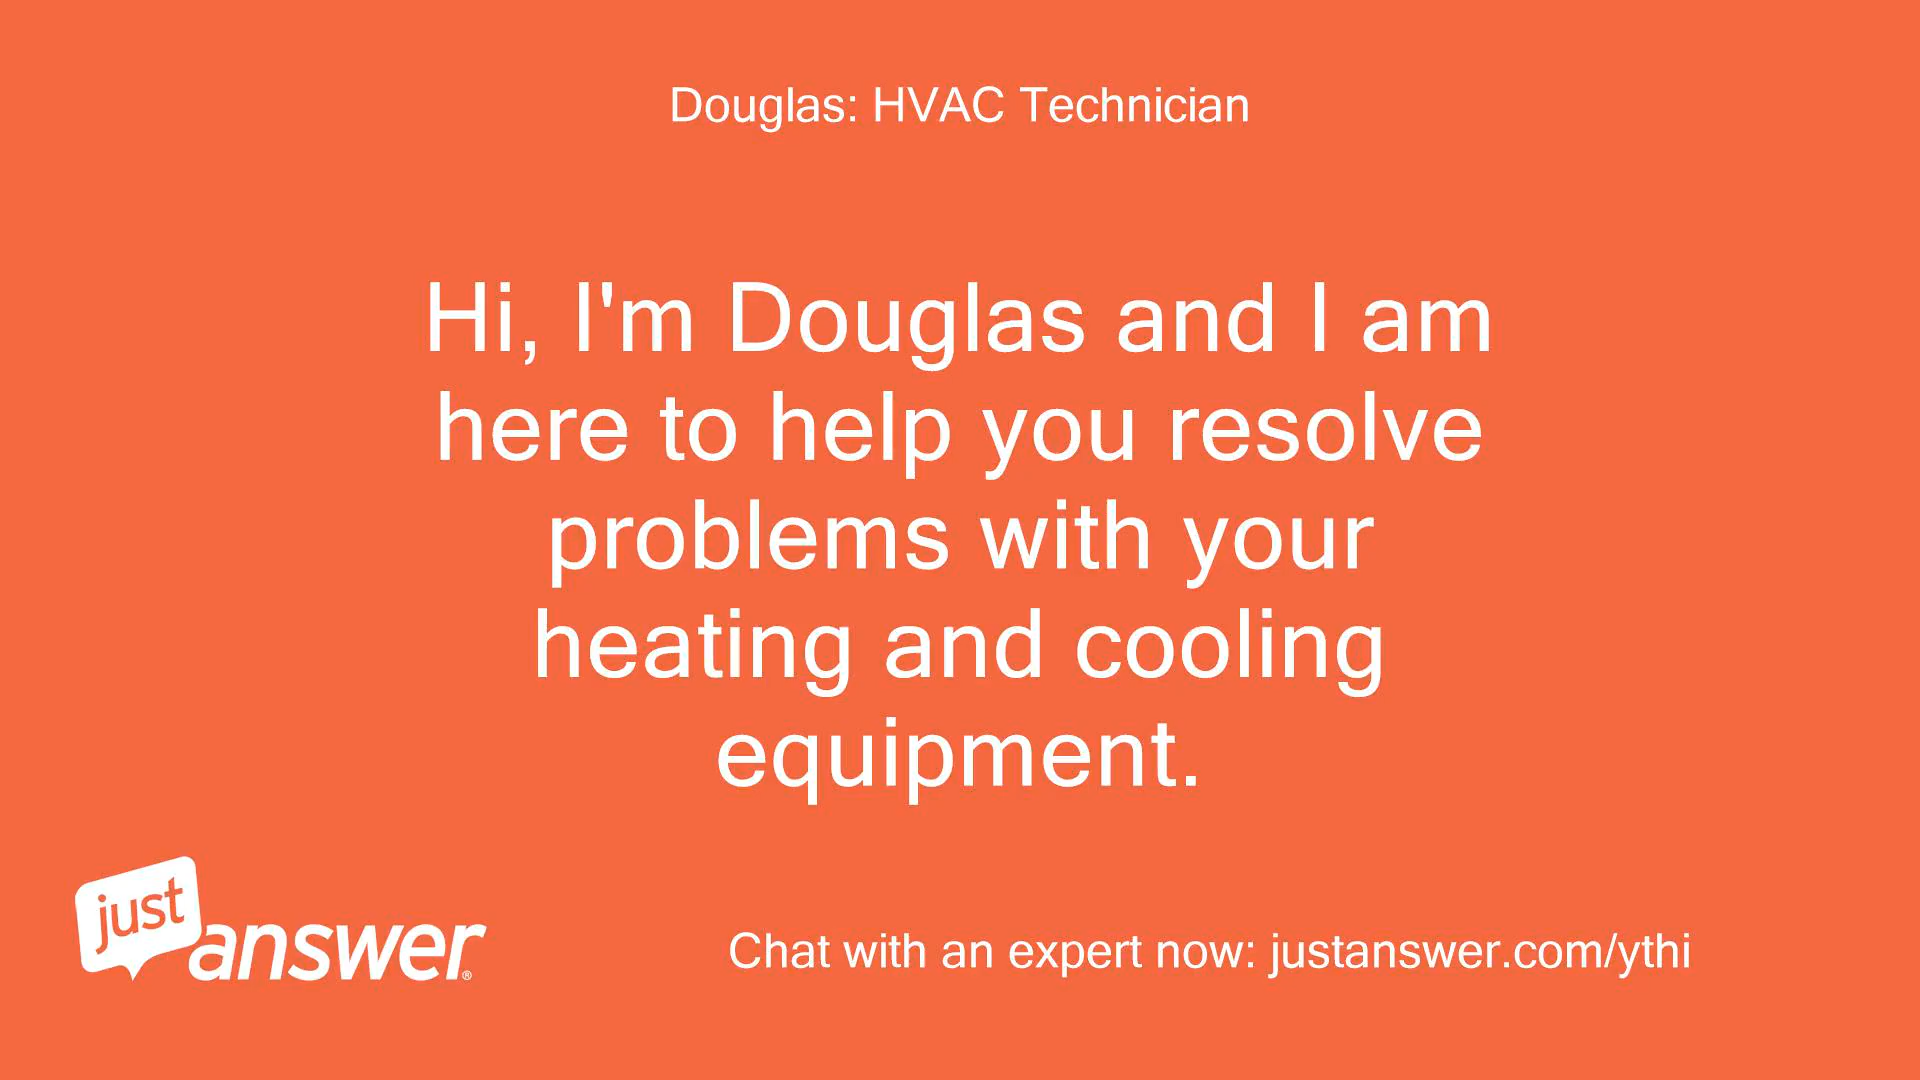 Douglas: HVAC Technician
Hi, I'm Douglas and I am
here to help you resolve
problems with your
heating and cooling
equipment.
just
answer®
Chat with an expert now: justanswer.com/ythi